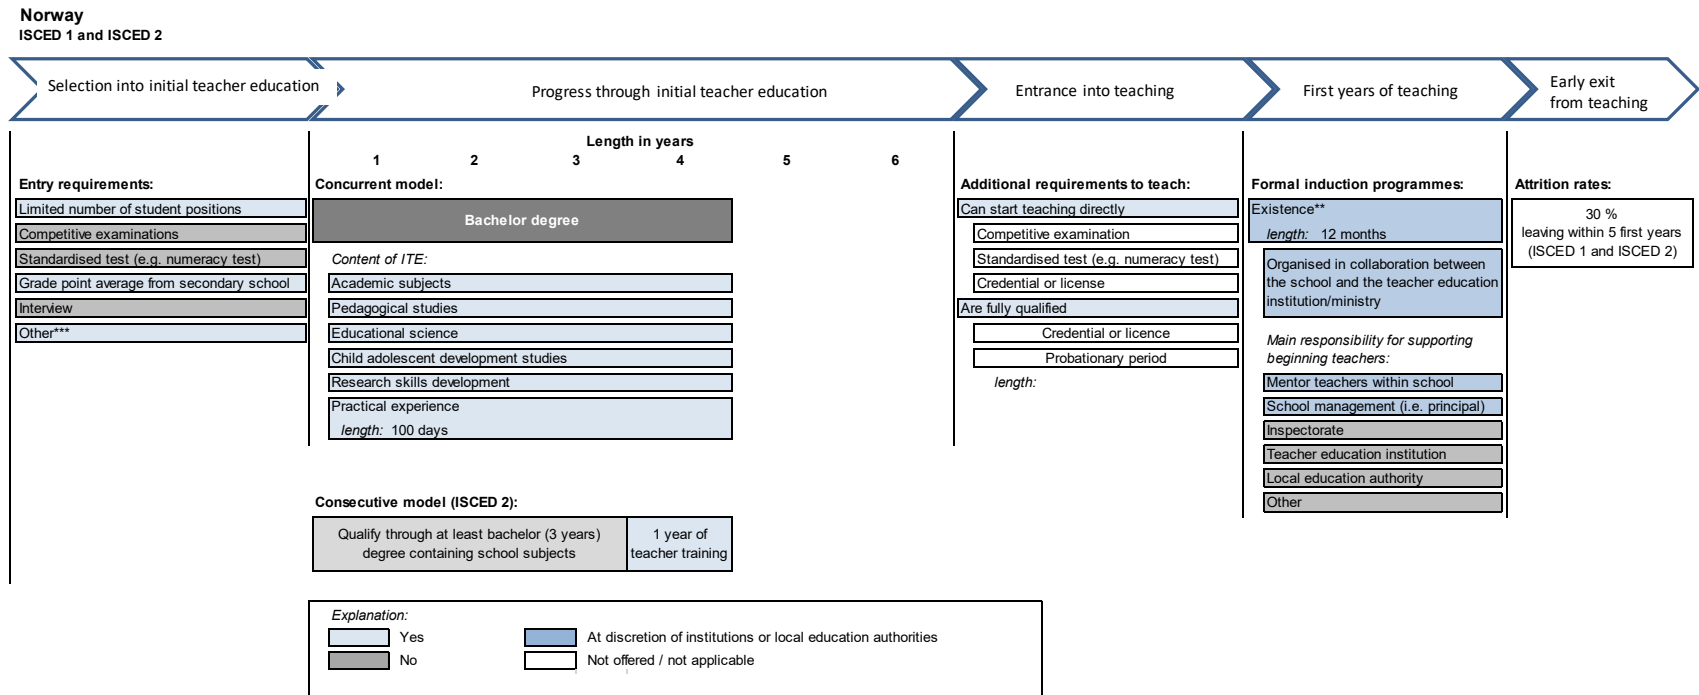 Norway
ISCED 1 and ISCED 2
Selection into initial teacher education
Progress through initial teacher education
Entrance into teaching
First years of teaching
Early exit
from teaching
Length in years
1 2 3 4 5 6
Entry requirements:
Limited number of student positions
Competitive examinations
Standardised test (e.g. numeracy test)
Grade point average from secondary school
Interview
Other***
Concurrent model:
Bachelor degree
Content of ITE:
Academic subjects
Pedagogical studies
Educational science
Child adolescent development studies
Research skills development
Practical experience
length: 100 days
Consecutive model (ISCED 2):
Qualify through at least bachelor (3 years)
degree containing school subjects
1 year of
teacher training
Additional requirements to teach:
Can start teaching directly
Competitive examination
Standardised test (e.g. numeracy test)
Credential or license
Are fully qualified
Credential or licence
Probationary period
length:
Formal induction programmes:
Existence**
length: 12 months
Organised in collaboration between
the school and the teacher education
institution/ministry
Main responsibility for supporting
beginning teachers:
Mentor teachers within school
School management (i.e. principal)
Inspectorate
Teacher education institution
Local education authority
Other
Attrition rates:
30 %
leaving within 5 first years
(ISCED 1 and ISCED 2)
Explanation:
Yes
At discretion of institutions or local education authorities
No
Not offered / not applicable